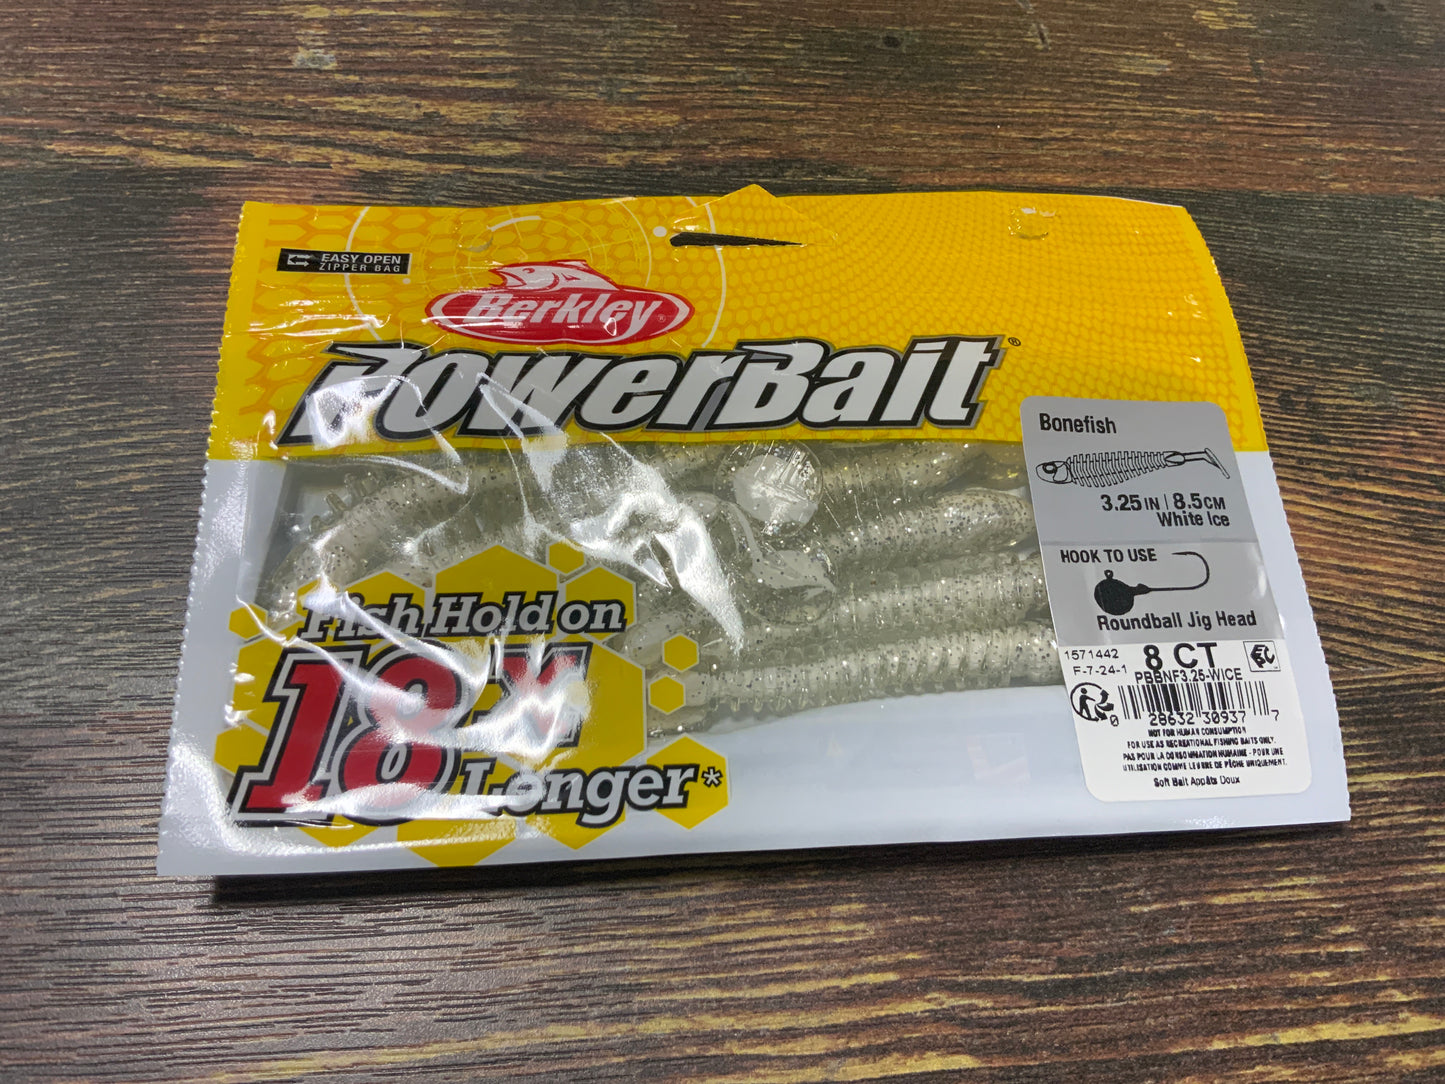 EASY OPEN
ZIPPER BAG
Berkley®
PowerBait®
Bonefish
3.25 IN | 8.5CM
White Ice
HOOK TO USE
Roundball Jig Head
Fish Hold on
18X
Longer*
1571442
F-7-24-1
8 CT
PBBNF3.25-WICE
0 28632 30937 7
NOT FOR HUMAN CONSUMPTION
FOR USE AS RECREATIONAL FISHING BAITS ONLY.
PAS POUR LA CONSOMMATION HUMAINE - POUR UNE
UTILISATION COMME LEURRE DE PÊCHE UNIQUEMENT.
Soft Bait Appâts Doux